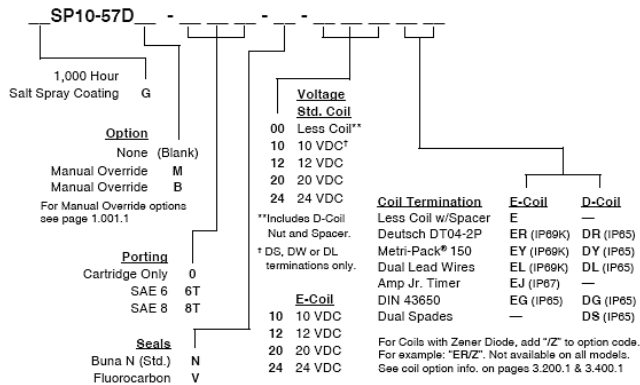 __SP10-57D__ - ______ - __ - ______ ____
1,000 Hour
Salt Spray Coating G
Option
None (Blank)
Manual Override M
Manual Override B
For Manual Override options
see page 1.001.1
Porting
Cartridge Only 0
SAE 6 6T
SAE 8 8T
Seals
Buna N (Std.) N
Fluorocarbon V
Voltage
Std. Coil
00 Less Coil**
10 10 VDC†
12 12 VDC
20 20 VDC
24 24 VDC
**Includes D-Coil
Nut and Spacer.
† DS, DW or DL
terminations only.
E-Coil
10 10 VDC
12 12 VDC
20 20 VDC
24 24 VDC
Coil Termination E-Coil D-Coil
Less Coil w/Spacer E —
Deutsch DT04-2P ER (IP69K) DR (IP65)
Metri-Pack® 150 EY (IP69K) DY (IP65)
Dual Lead Wires EL (IP69K) DL (IP65)
Amp Jr. Timer EJ (IP67) —
DIN 43650 EG (IP65) DG (IP65)
Dual Spades — DS (IP65)
For Coils with Zener Diode, add "/Z" to option code.
For example: "ER/Z". Not available on all models.
See coil option info. on pages 3.200.1 & 3.400.1